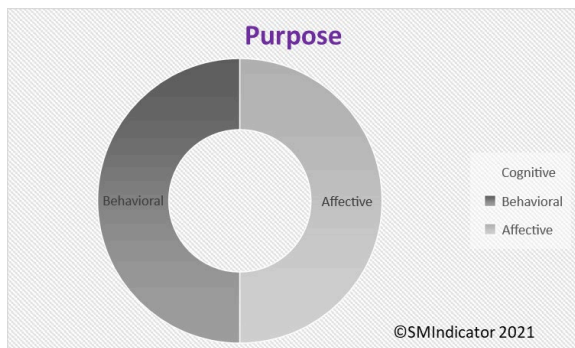 Purpose
Behavioral
Affective
Cognitive
Behavioral
Affective
©SMIndicator 2021